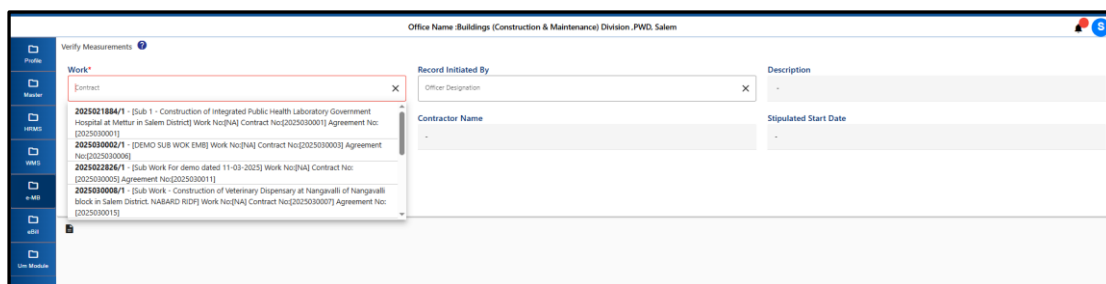 Office Name :Buildings (Construction & Maintenance) Division ,PWD, Salem
S
Profile
Master
HRMS
WMS
e-MB
eBill
Um Module
Verify Measurements ?
Work*
Contract
2025021884/1 - [Sub 1 - Construction of Integrated Public Health Laboratory Government
Hospital at Mettur in Salem District] Work No:[NA] Contract No:[2025030001] Agreement No:
[2025030001]
2025030002/1 - [DEMO SUB WOK EMB] Work No:[NA] Contract No:[2025030003] Agreement
No:[2025030006]
2025022826/1 - [Sub Work For demo dated 11-03-2025] Work No:[NA] Contract No:
[2025030005] Agreement No:[2025030011]
2025030008/1 - [Sub Work - Construction of Veterinary Dispensary at Nangavalli of Nangavalli
block in Salem District. NABARD RIDF] Work No:[NA] Contract No:[2025030007] Agreement No:
[2025030015]
Record Initiated By
Officer Designation
Contractor Name
-
Description
-
Stipulated Start Date
-